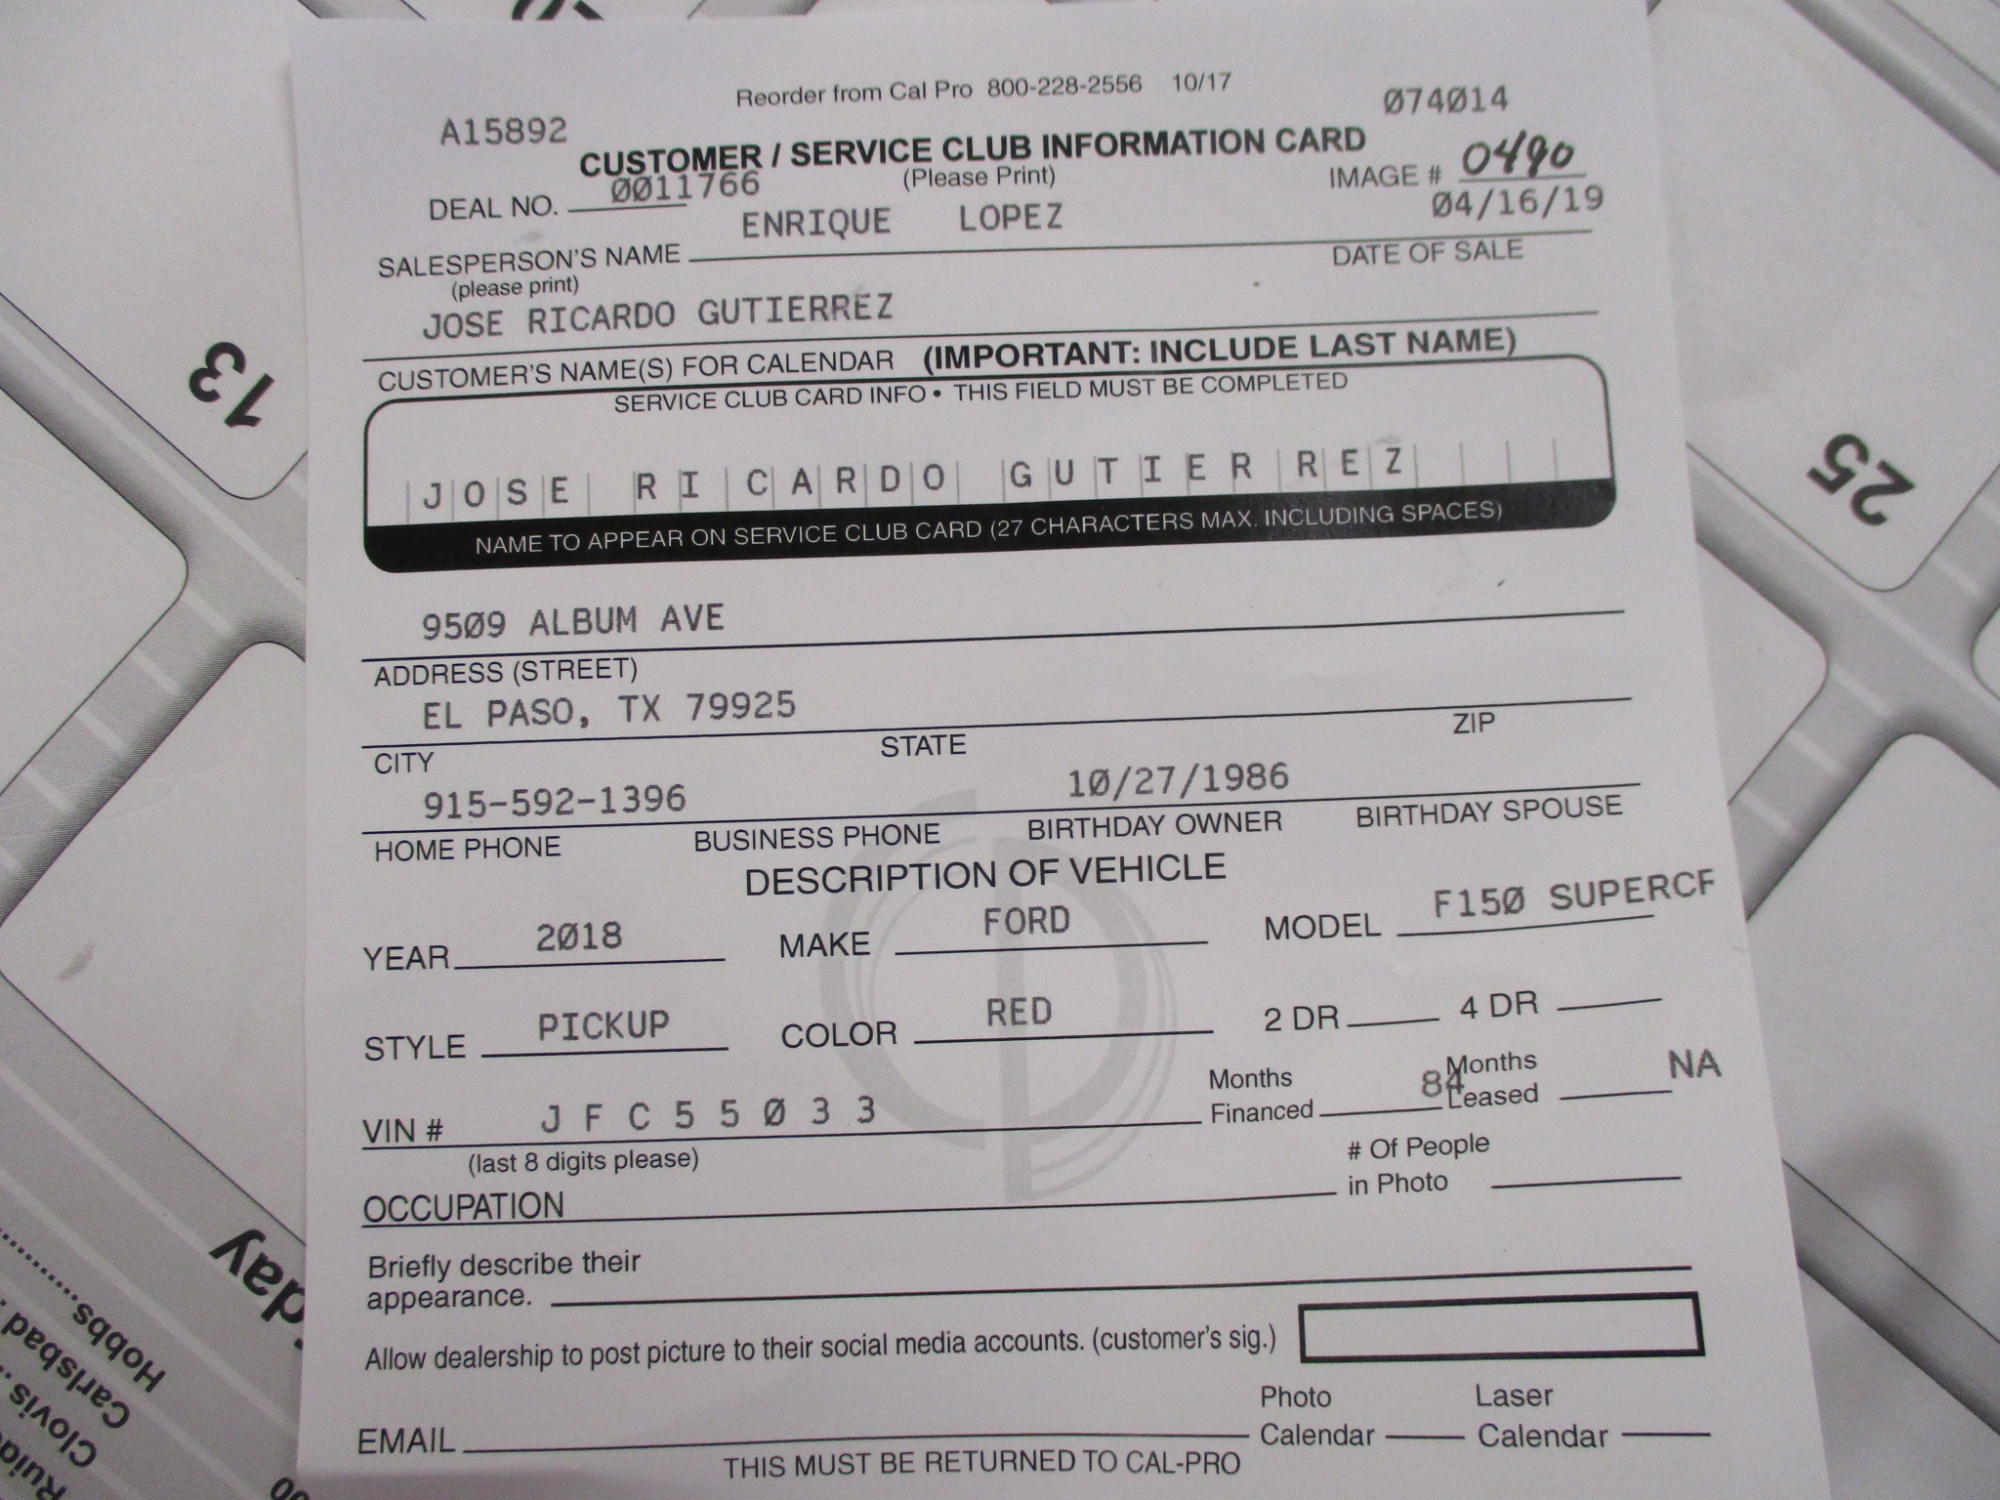 Reorder from Cal Pro 800-228-2556 10/17
A15892 Ø74Ø14
CUSTOMER / SERVICE CLUB INFORMATION CARD
DEAL NO. ØØ11766 (Please Print) IMAGE # 0490
Ø4/16/19
SALESPERSON'S NAME ENRIQUE LOPEZ DATE OF SALE
(please print)
JOSE RICARDO GUTIERREZ
CUSTOMER'S NAME(S) FOR CALENDAR (IMPORTANT: INCLUDE LAST NAME)
SERVICE CLUB CARD INFO • THIS FIELD MUST BE COMPLETED
JOSE RICARDO GUTIERREZ
NAME TO APPEAR ON SERVICE CLUB CARD (27 CHARACTERS MAX. INCLUDING SPACES)
95Ø9 ALBUM AVE
ADDRESS (STREET)
EL PASO, TX 79925
CITY STATE ZIP
915-592-1396 1Ø/27/1986
HOME PHONE BUSINESS PHONE BIRTHDAY OWNER BIRTHDAY SPOUSE
DESCRIPTION OF VEHICLE
YEAR 2Ø18 MAKE FORD MODEL F15Ø SUPERCF
STYLE PICKUP COLOR RED 2 DR 4 DR
VIN # J F C 5 5 Ø 3 3 Months Financed 84 Months Leased NA
(last 8 digits please)
OCCUPATION # Of People in Photo
Briefly describe their
appearance.
Allow dealership to post picture to their social media accounts. (customer's sig.)
EMAIL Photo Calendar Laser Calendar
THIS MUST BE RETURNED TO CAL-PRO
13
25
day
Hobbs
Carlsbad
Clovis